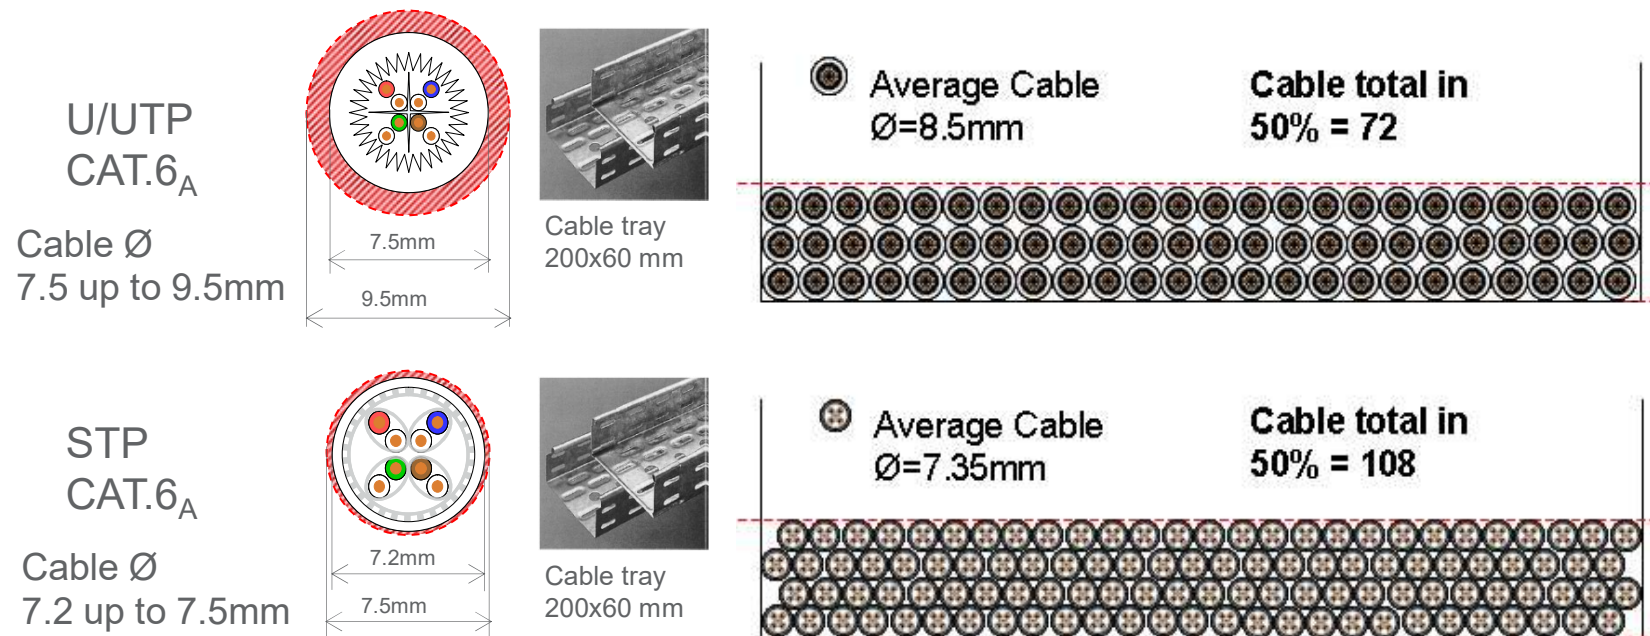 U/UTP
CAT.6A
Cable Ø
7.5 up to 9.5mm
7.5mm
9.5mm
Cable tray
200x60 mm
Average Cable
Ø=8.5mm
Cable total in
50% = 72
STP
CAT.6A
Cable Ø
7.2 up to 7.5mm
7.2mm
7.5mm
Cable tray
200x60 mm
Average Cable
Ø=7.35mm
Cable total in
50% = 108